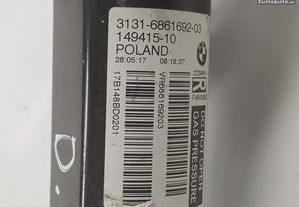 CustoJusto.pt
3131-6861692-03
149415-10
POLAND
28:05:17 08:18:37
17B148BD0201
VR686169203
R
DO NOT OPEN
GAS PRESSURE